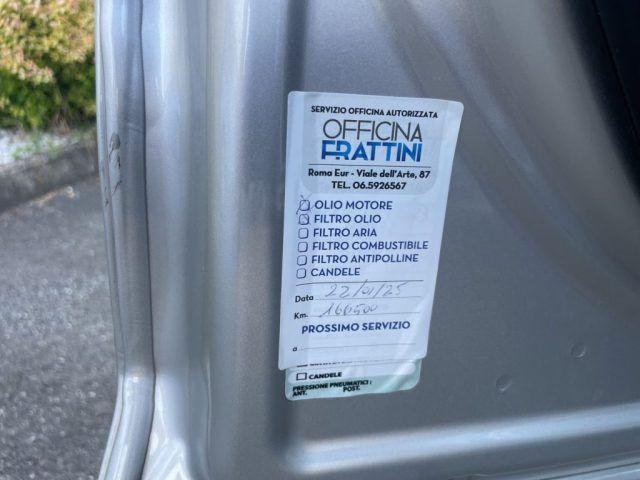 SERVIZIO OFFICINA AUTORIZZATA
OFFICINA
FRATTINI
Roma Eur - Viale dell'Arte, 87
TEL. 06.5926567
OLIO MOTORE
FILTRO OLIO
FILTRO ARIA
FILTRO COMBUSTIBILE
FILTRO ANTIPOLLINE
CANDELE
Data 22/01/25
Km. 166500
PROSSIMO SERVIZIO
a
CANDELE
PRESSIONE PNEUMATICI :
ANT. POST.